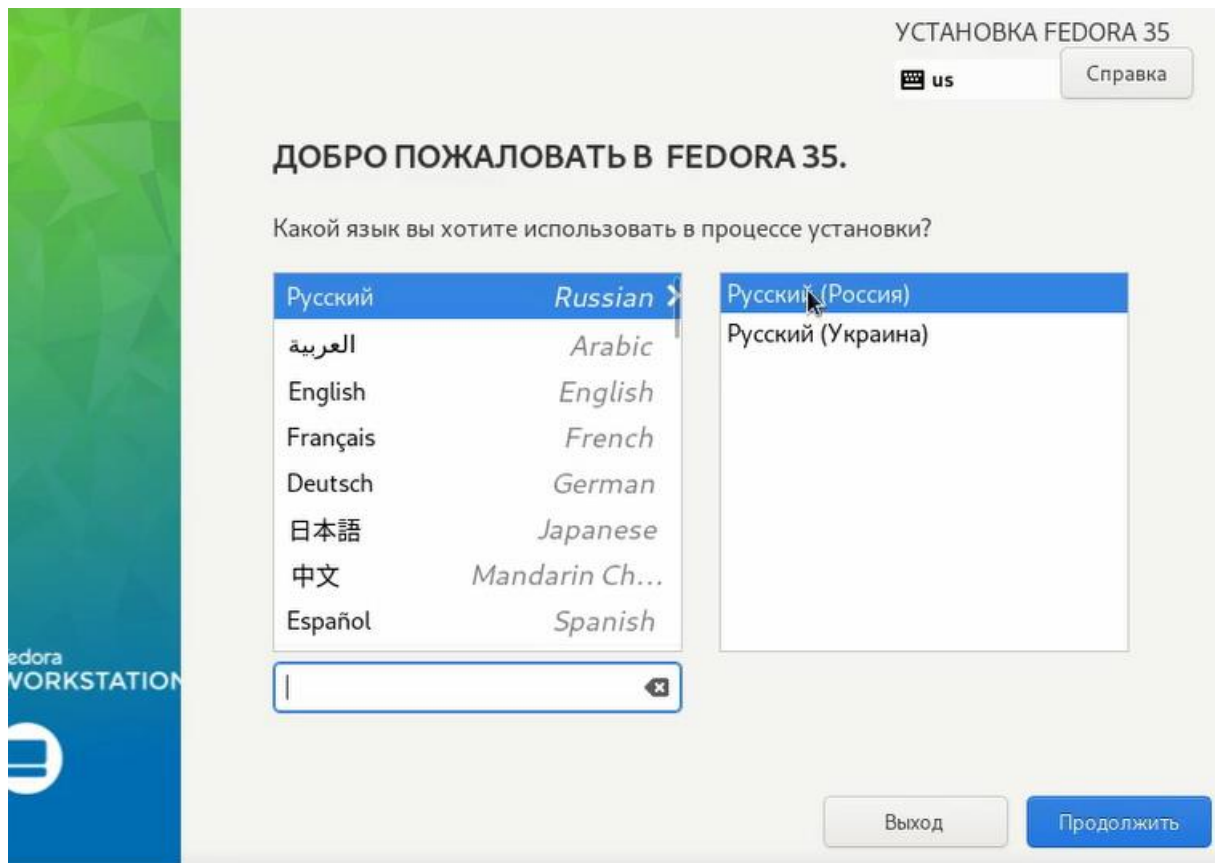 УСТАНОВКА FEDORA 35
us
Справка
ДОБРО ПОЖАЛОВАТЬ В FEDORA 35.
Какой язык вы хотите использовать в процессе установки?
Русский Russian
العربية Arabic
English English
Français French
Deutsch German
日本語 Japanese
中文 Mandarin Ch...
Español Spanish
Русский (Россия)
Русский (Украина)
edora
WORKSTATION
Выход
Продолжить